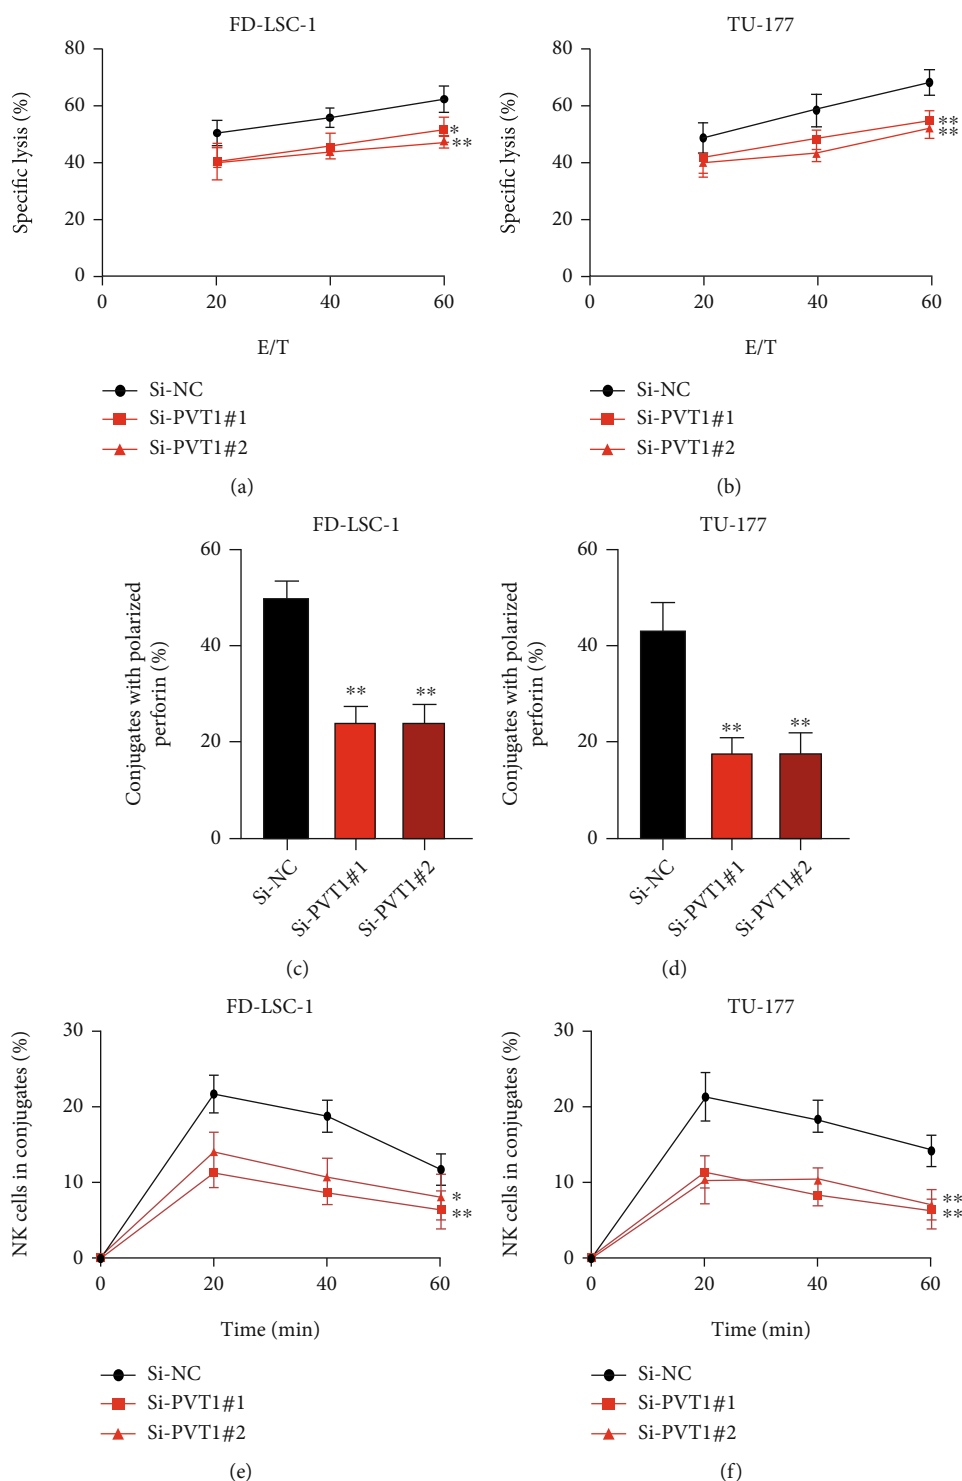 FD-LSC-1
Specific lysis (%)
80
60
40
20
0
0 20 40 60
*
**
E/T
Si-NC
Si-PVT1#1
Si-PVT1#2
(a)
TU-177
Specific lysis (%)
80
60
40
20
0
0 20 40 60
**
**
E/T
Si-NC
Si-PVT1#1
Si-PVT1#2
(b)
FD-LSC-1
Conjugates with polarized
perforin (%)
60
40
20
0
** **
Si-NC
Si-PVT1#1
Si-PVT1#2
(c)
TU-177
Conjugates with polarized
perforin (%)
60
40
20
0
** **
Si-NC
Si-PVT1#1
Si-PVT1#2
(d)
FD-LSC-1
NK cells in conjugates (%)
30
20
10
0
0 20 40 60
*
**
Time (min)
Si-NC
Si-PVT1#1
Si-PVT1#2
(e)
TU-177
NK cells in conjugates (%)
30
20
10
0
0 20 40 60
**
**
Time (min)
Si-NC
Si-PVT1#1
Si-PVT1#2
(f)